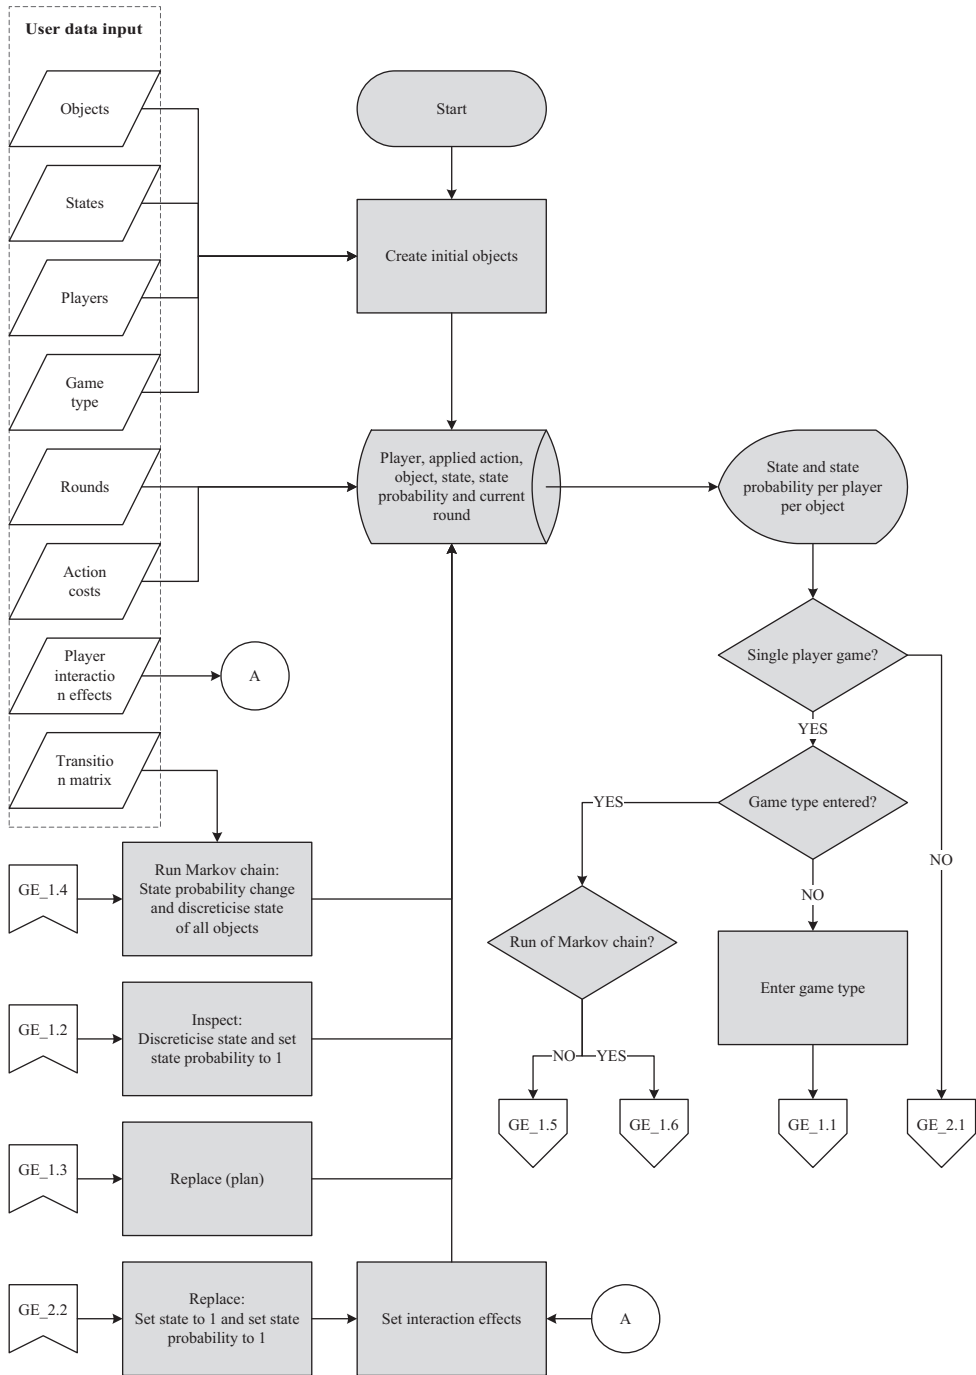 User data input
Objects
Start
States
Create initial objects
Players
Game
type
Rounds
Player, applied action,
object, state, state
probability and current
round
State and state
probability per player
per object
Action
costs
Player
interactio
n effects
A
Single player game?
YES
Transitio
n matrix
Game type entered?
YES
NO
NO
GE_1.4
Run Markov chain:
State probability change
and discreticise state
of all objects
Run of Markov chain?
Enter game type
GE_1.2
Inspect:
Discreticise state and set
state probability to 1
NO
YES
GE_1.5
GE_1.6
GE_1.1
GE_2.1
GE_1.3
Replace (plan)
GE_2.2
Replace:
Set state to 1 and set state
probability to 1
Set interaction effects
A